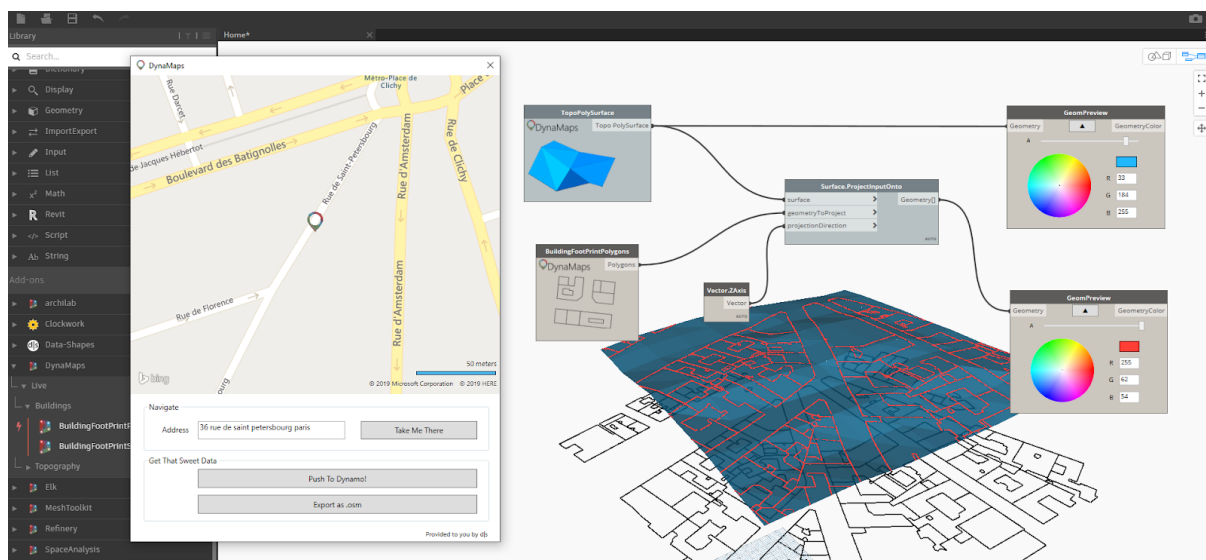 Library
Home*
Search...
Dictionary
Display
Geometry
ImportExport
Input
List
Math
Revit
Script
String
Add-ons
archilab
Clockwork
Data-Shapes
DynaMaps
Live
Buildings
BuildingFootPrintP
BuildingFootPrintS
Topography
Elk
MeshToolkit
Refinery
SpaceAnalysis
DynaMaps
Métro-Place de
Clichy
Place
Rue Darcet
de Jacques Hébertot
Boulevard des Batignolles
Rue de Saint-Petersbourg
Rue d'Amsterdam
Rue de Clichy
Rue de Florence
Rue d'Amsterdam
bourg
bing
50 meters
© 2019 Microsoft Corporation © 2019 HERE
Navigate
Address
36 rue de saint petersbourg paris
Take Me There
Get That Sweet Data
Push To Dynamo!
Export as .osm
Provided to you by d|s
TopoPolySurface
DynaMaps
Topo PolySurface
BuildingFootPrintPolygons
DynaMaps
Polygons
Vector.ZAxis
Vector
AUTO
Surface.ProjectInputOnto
surface
Geometry[]
geometryToProject
projectionDirection
AUTO
GeomPreview
Geometry
GeometryColor
A
R 33
G 184
B 255
GeomPreview
Geometry
GeometryColor
A
R 255
G 62
B 54